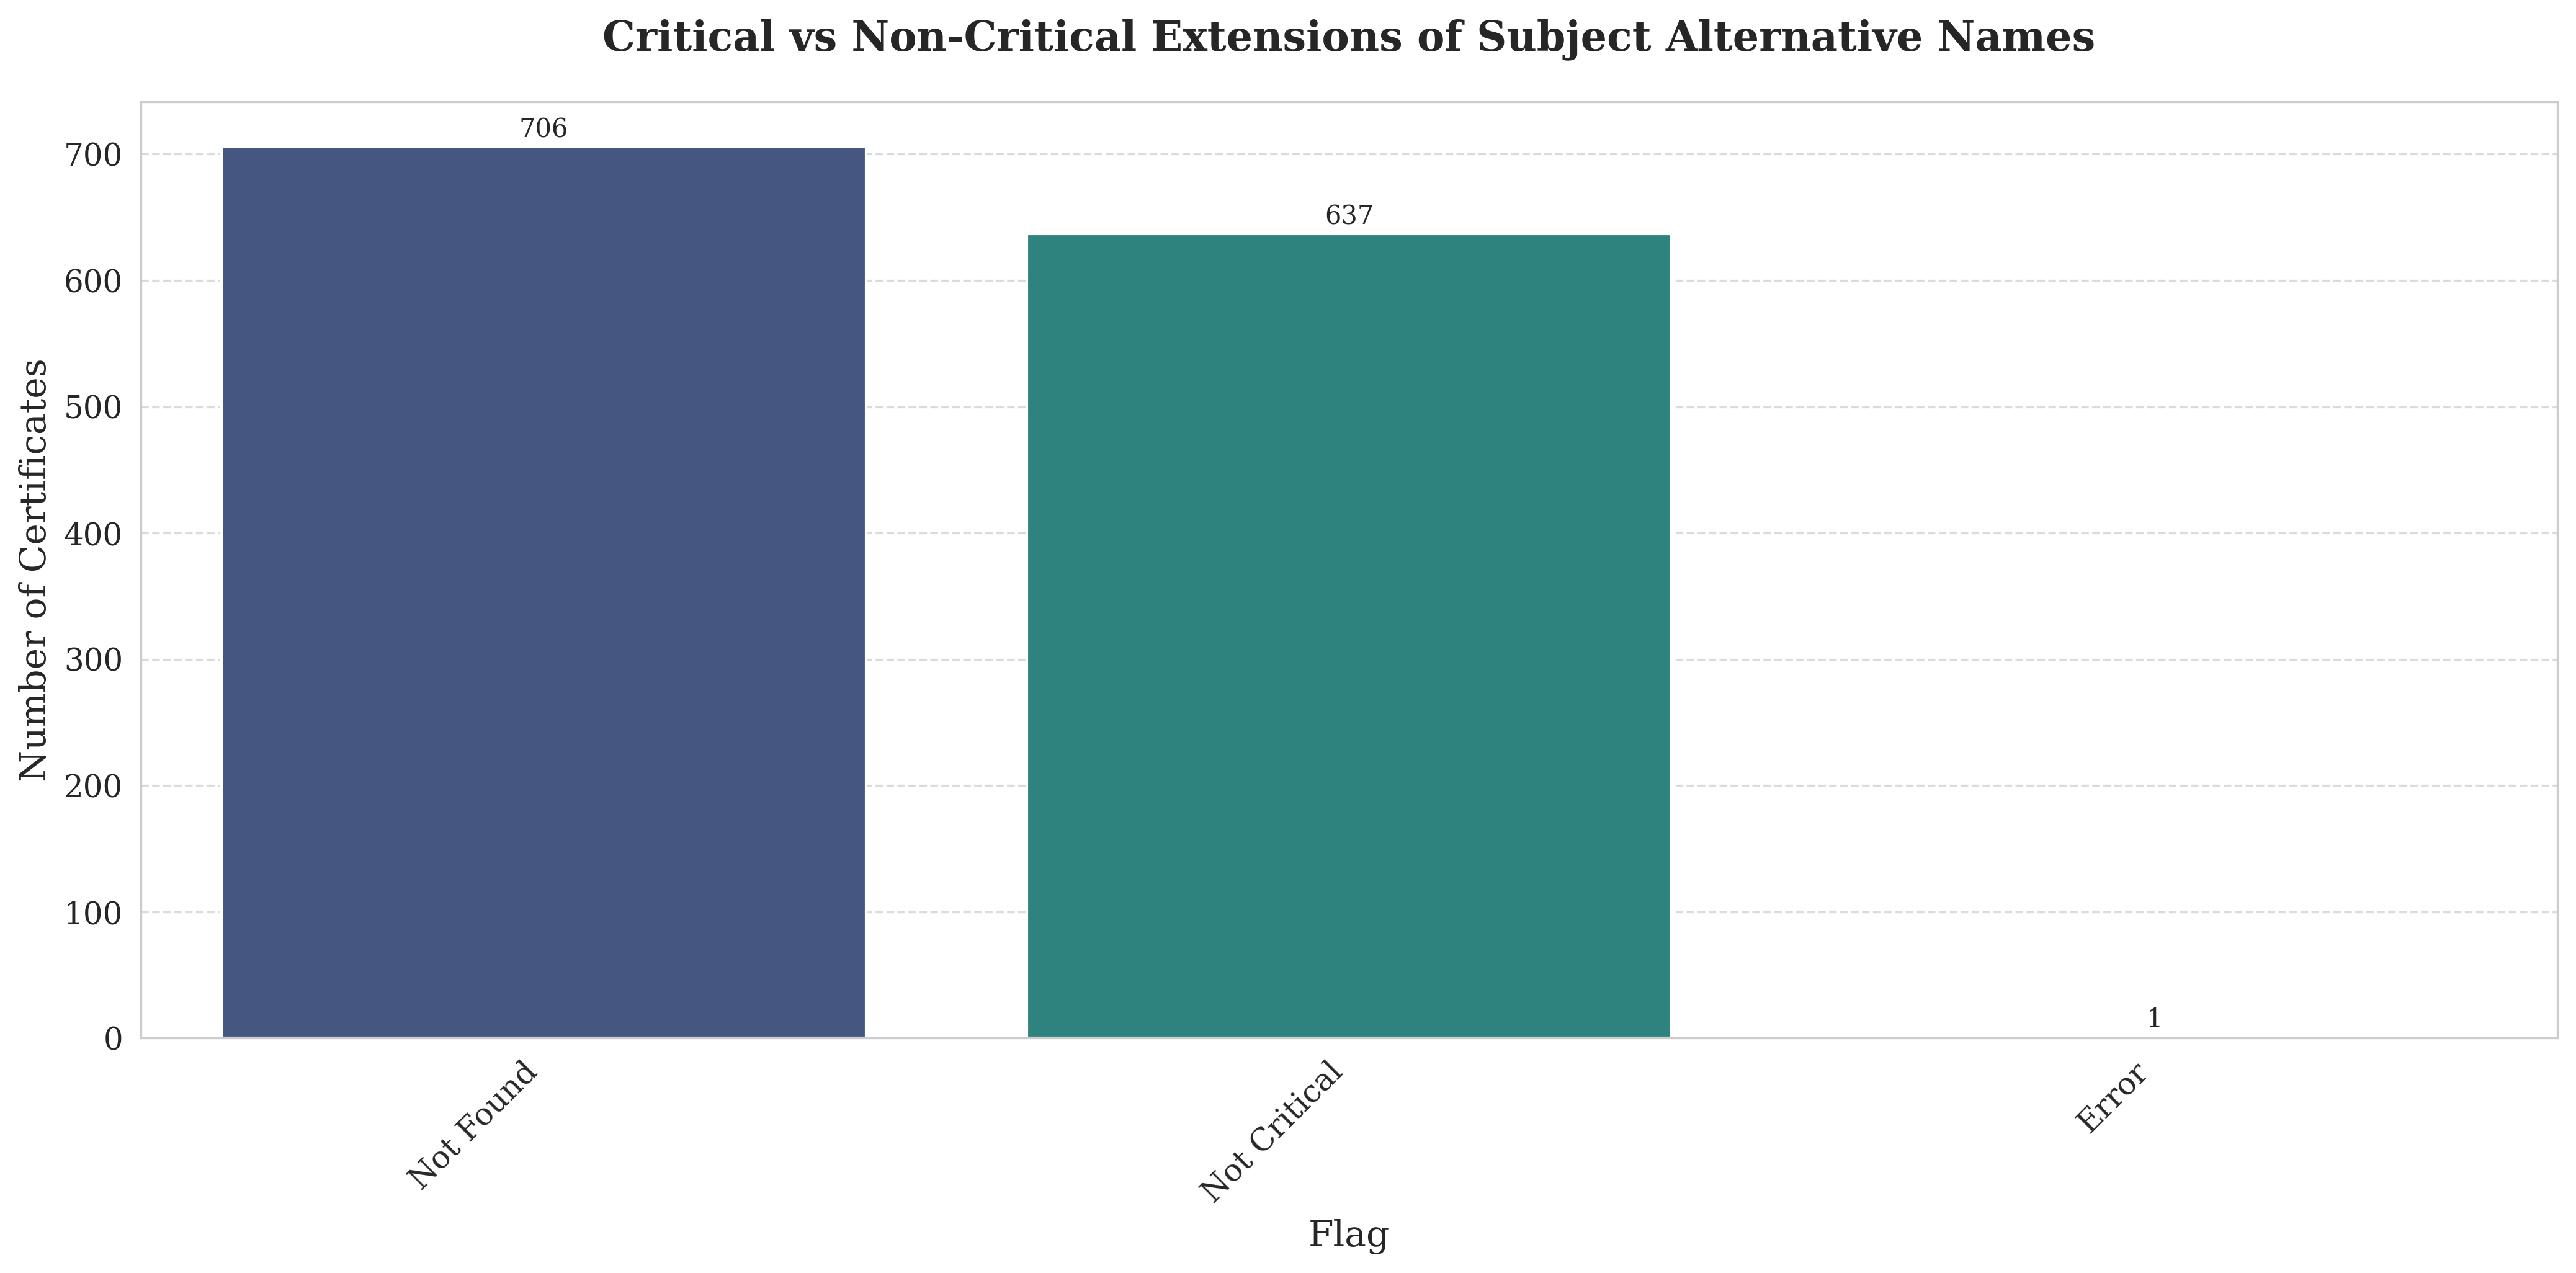 Critical vs Non-Critical Extensions of Subject Alternative Names
Number of Certificates
700
600
500
400
300
200
100
0
706
637
1
Not Found
Not Critical
Error
Flag